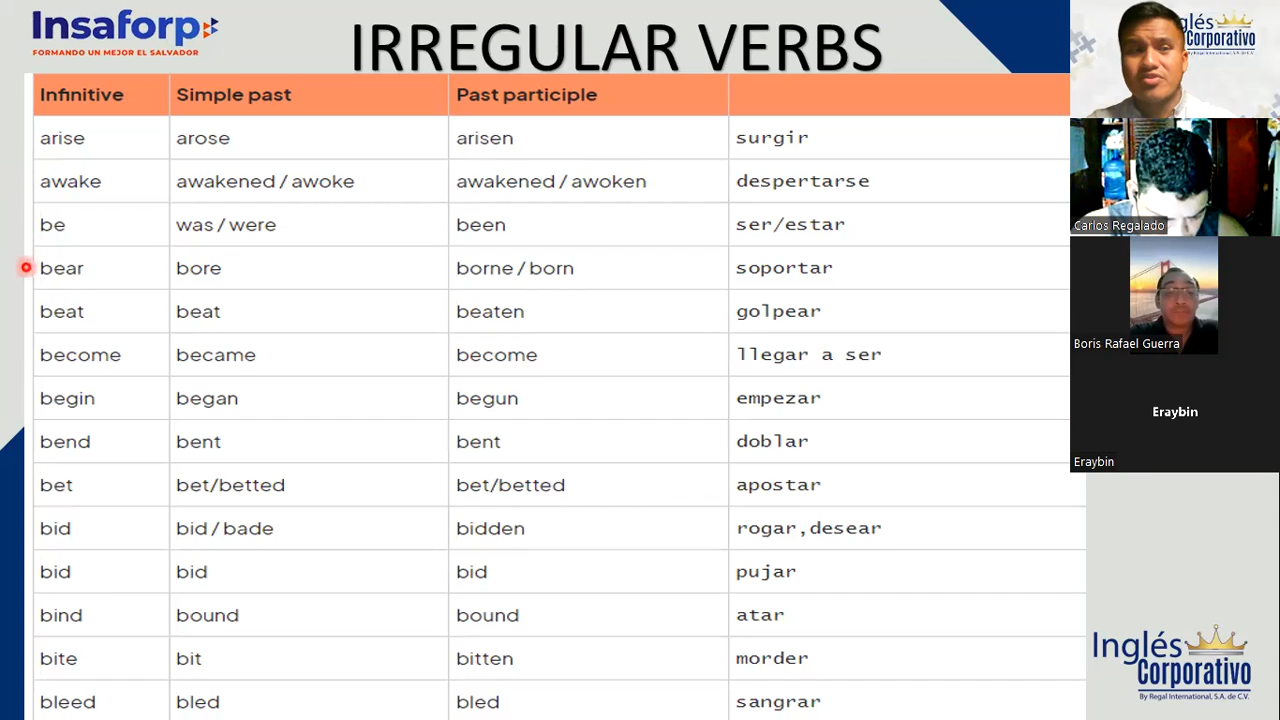 Insaforp
FORMANDO UN MEJOR EL SALVADOR
IRREGULAR VERBS
Inglés
Corporativo
By Regal International, S.A. de C.V.
Infinitive Simple past Past participle
arise arose arisen surgir
awake awakened / awoke awakened / awoken despertarse
be was / were been ser/estar
bear bore borne / born soportar
beat beat beaten golpear
become became become llegar a ser
begin began begun empezar
bend bent bent doblar
bet bet/betted bet/betted apostar
bid bid / bade bidden rogar,desear
bid bid bid pujar
bind bound bound atar
bite bit bitten morder
bleed bled bled sangrar
Carlos Regalado
Boris Rafael Guerra
Eraybin
Eraybin
Inglés
Corporativo
By Regal International, S.A. de C.V.